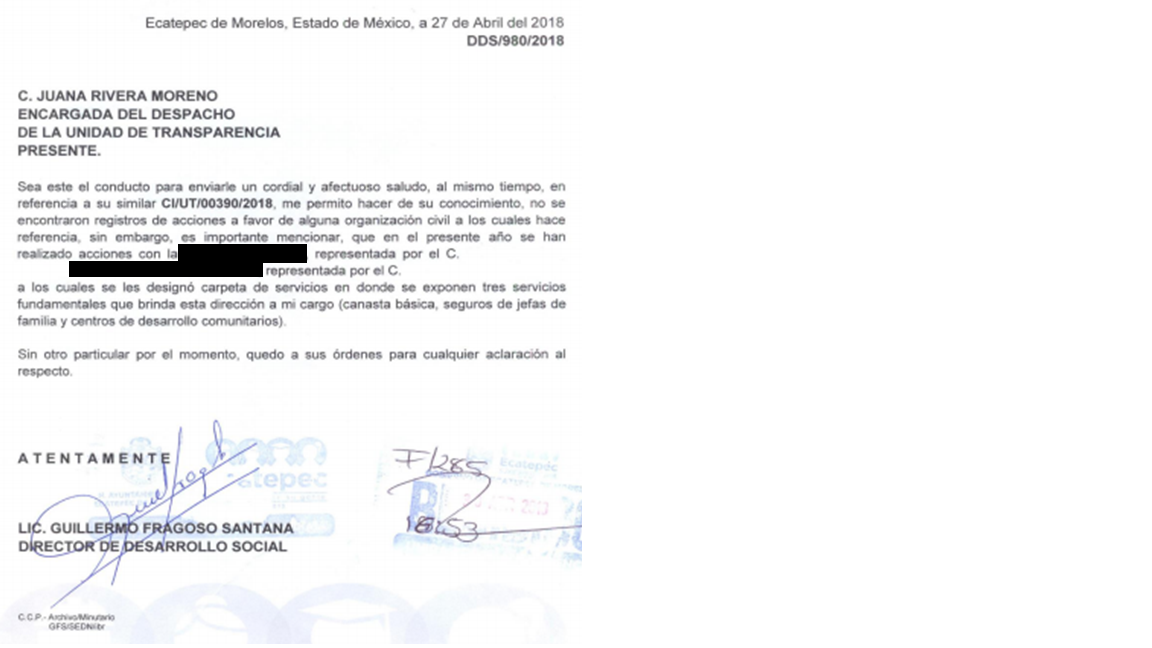 Ecatepec de Morelos, Estado de México, a 27 de Abril del 2018
DDS/980/2018
C. JUANA RIVERA MORENO
ENCARGADA DEL DESPACHO
DE LA UNIDAD DE TRANSPARENCIA
PRESENTE.
Sea este el conducto para enviarle un cordial y afectuoso saludo, al mismo tiempo, en
referencia a su similar CI/UT/00390/2018, me permito hacer de su conocimiento, no se
encontraron registros de acciones a favor de alguna organización civil a los cuales hace
referencia, sin embargo, es importante mencionar, que en el presente año se han
realizado acciones con la representada por el C.
representada por el C.
a los cuales se les designó carpeta de servicios en donde se exponen tres servicios
fundamentales que brinda esta dirección a mi cargo (canasta básica, seguros de jefas de
familia y centros de desarrollo comunitarios).
Sin otro particular por el momento, quedo a sus órdenes para cualquier aclaración al
respecto.
ATENTAMENTE
LIC. GUILLERMO FRAGOSO SANTANA
DIRECTOR DE DESARROLLO SOCIAL
Ecatepec
C.C.P.- Archivo/Minutario